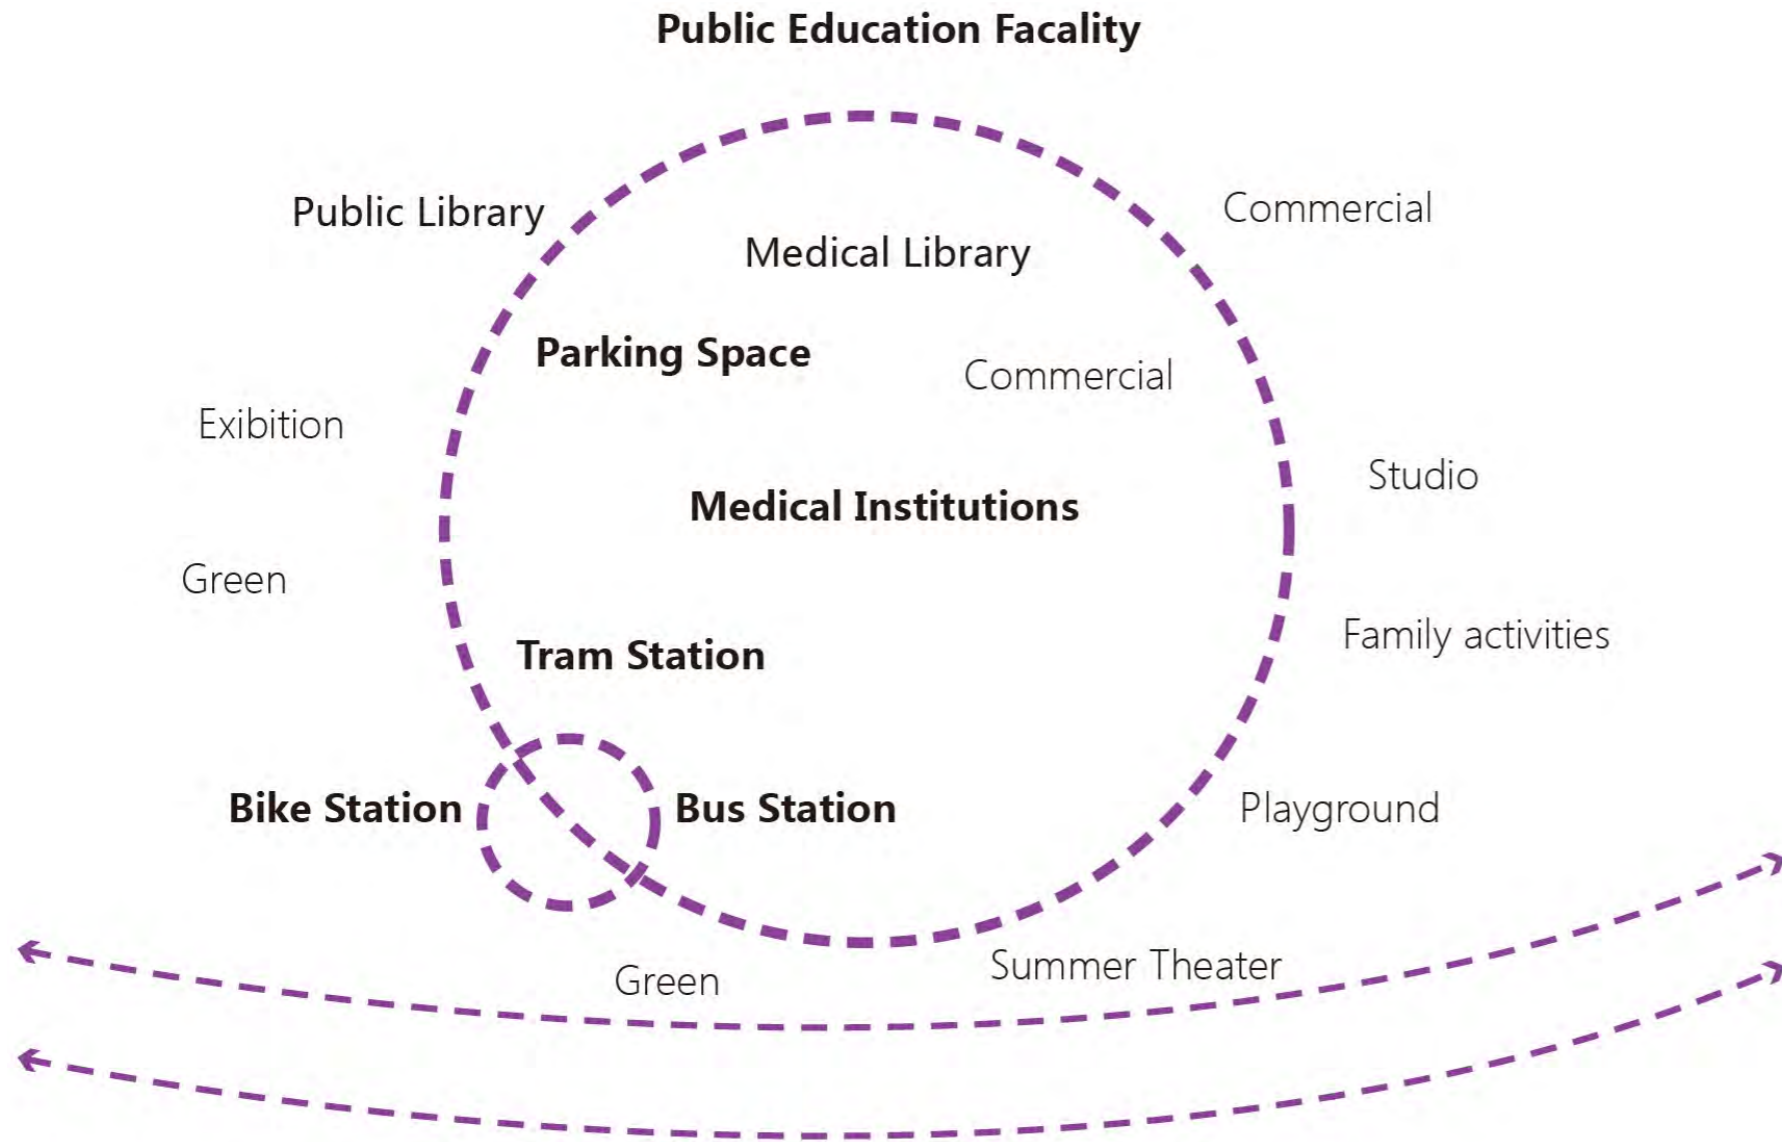 Public Education Facality
Public Library
Commercial
Medical Library
Parking Space
Commercial
Exibition
Studio
Medical Institutions
Green
Family activities
Tram Station
Bike Station
Bus Station
Playground
Green
Summer Theater